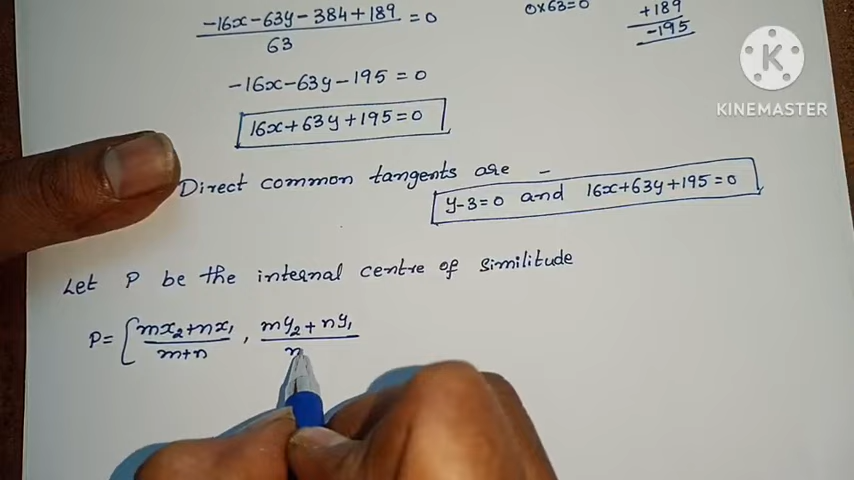 -16x-63y-384+189 = 0
63
0×63=0
+189
-195
-16x-63y-195 = 0
16x+63y+195=0
Direct common tangents are -
y-3=0 and 16x+63y+195=0
Let P be the internal centre of similitude
P= [mx₂+nx₁ / m+n , my₂+ny₁ /
K
KINEMASTER